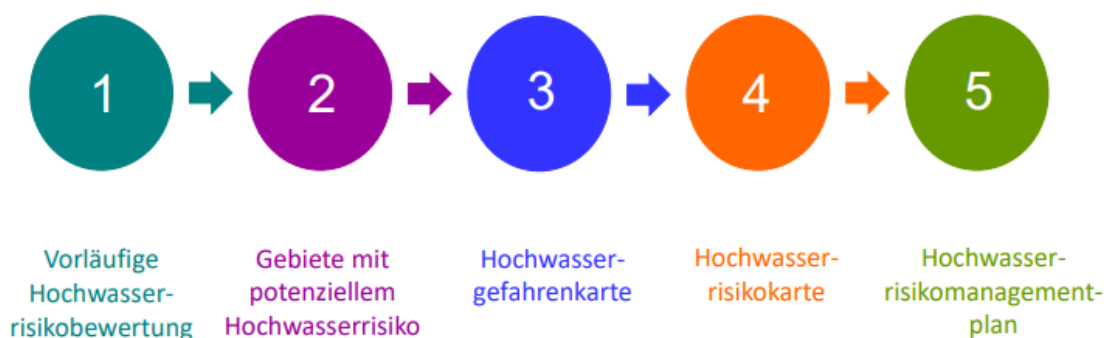 1
2
3
4
5
Vorläufige
Hochwasser-
risikobewertung
Gebiete mit
potenziellem
Hochwasserrisiko
Hochwasser-
gefahrenkarte
Hochwasser-
risikokarte
Hochwasser-
risikomanagement-
plan